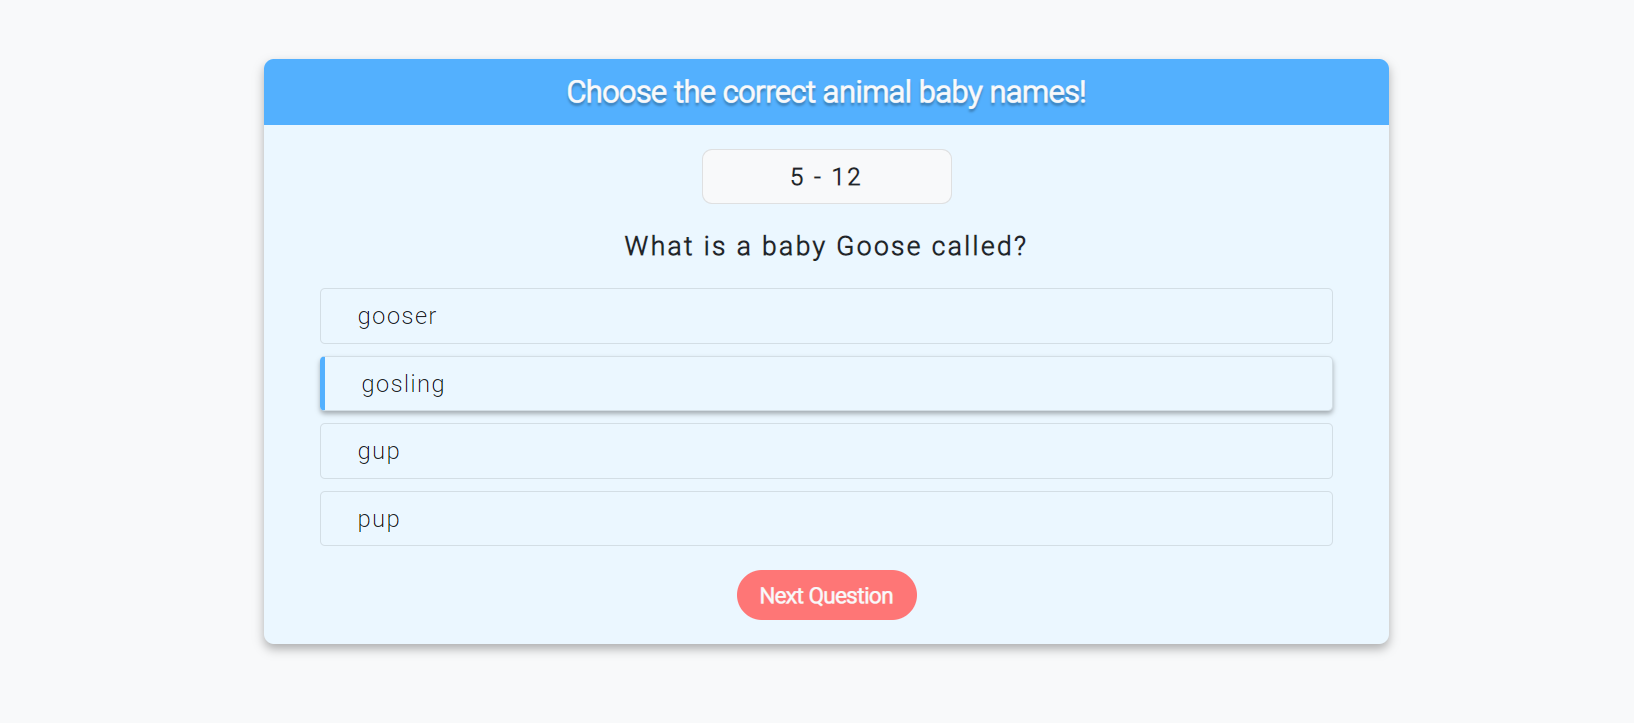 Choose the correct animal baby names!
5 - 12
What is a baby Goose called?
gooser
gosling
gup
pup
Next Question